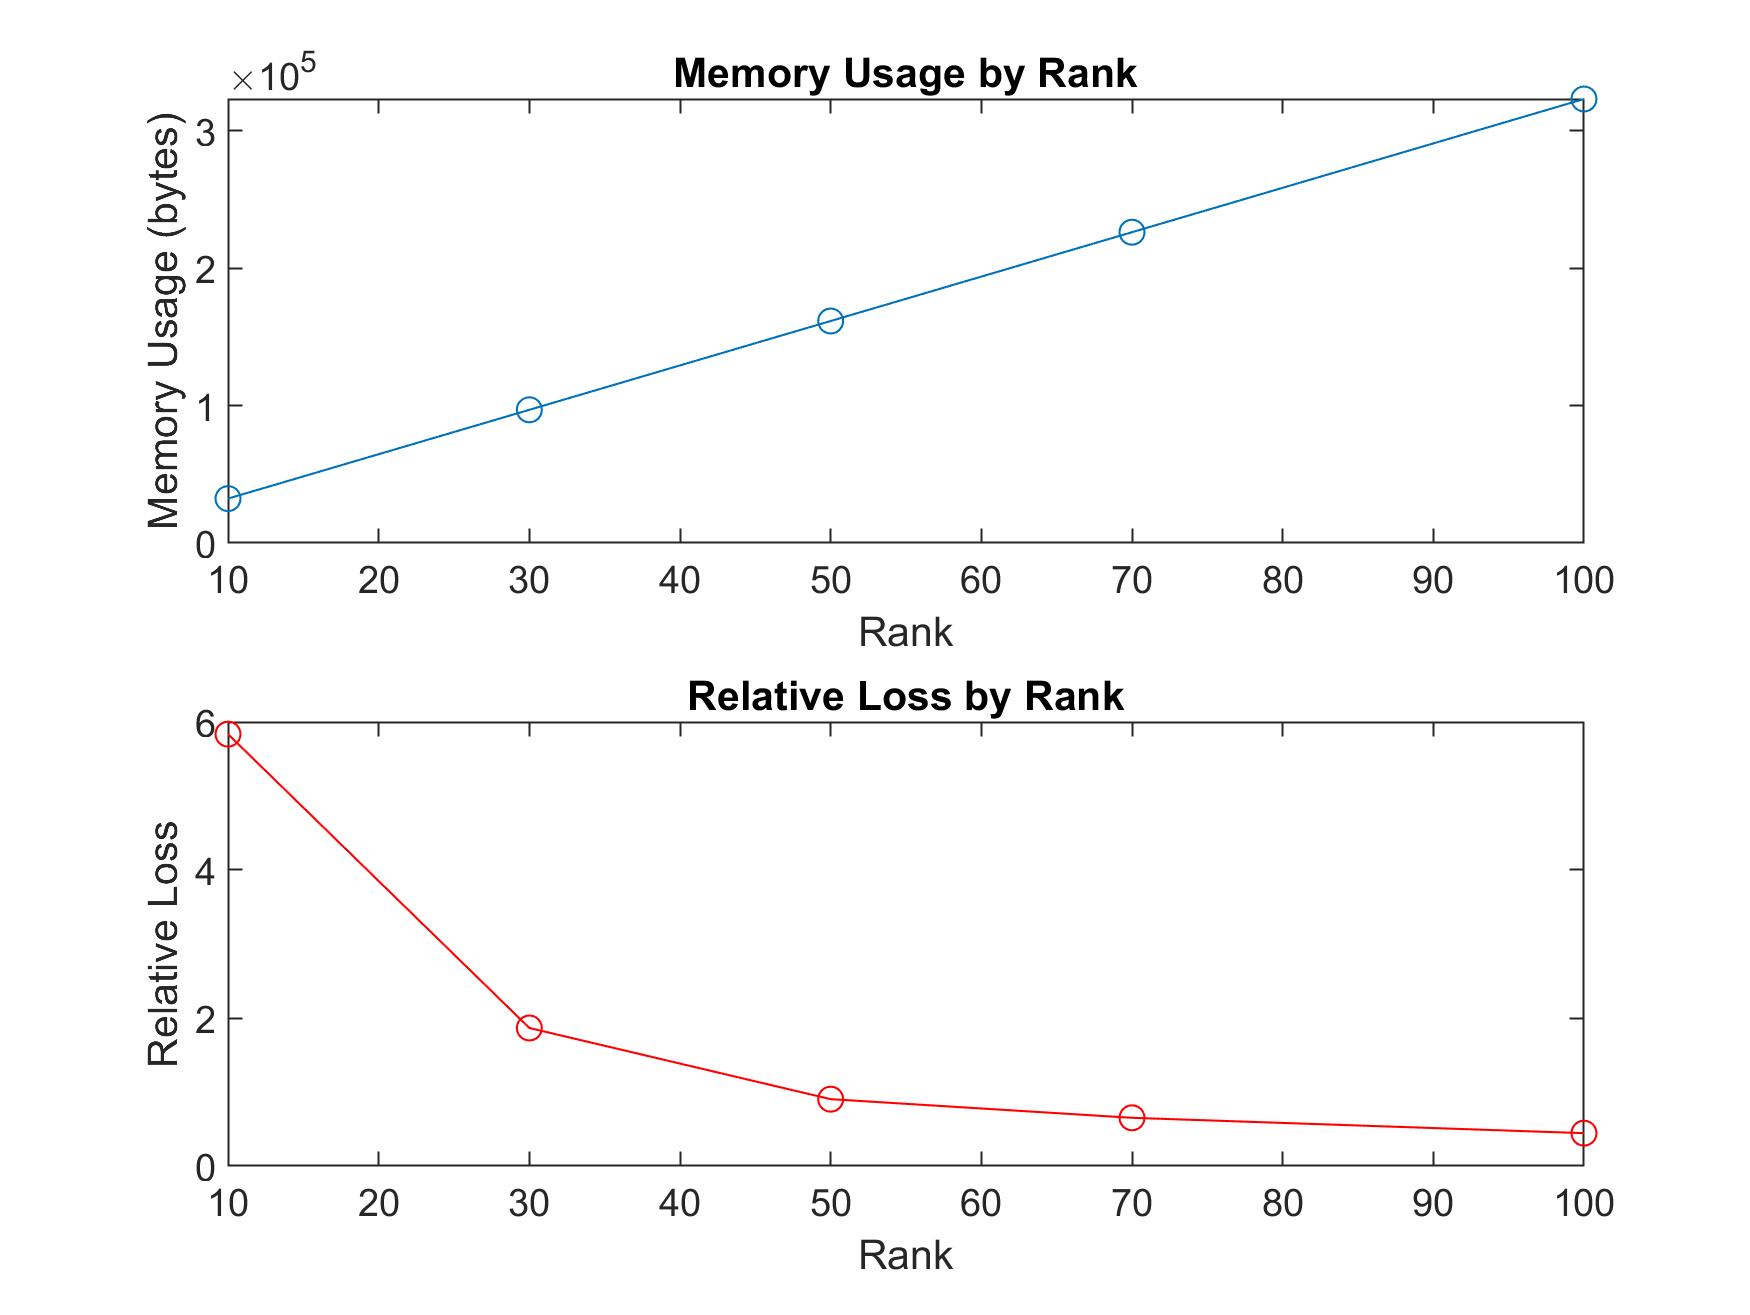 ×10^5
Memory Usage by Rank
Memory Usage (bytes)
3
2
1
0
10 20 30 40 50 60 70 80 90 100
Rank
Relative Loss by Rank
Relative Loss
6
4
2
0
10 20 30 40 50 60 70 80 90 100
Rank